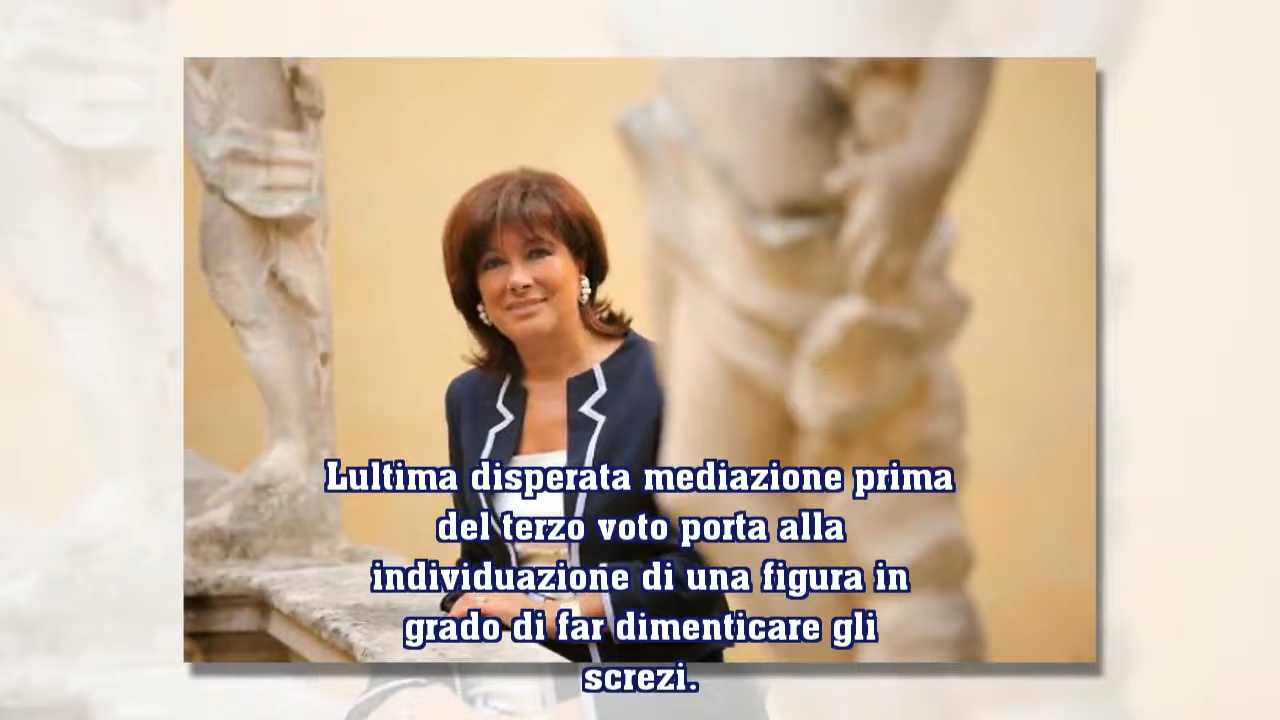 Lultima disperata mediazione prima
del terzo voto porta alla
individuazione di una figura in
grado di far dimenticare gli
screzi.